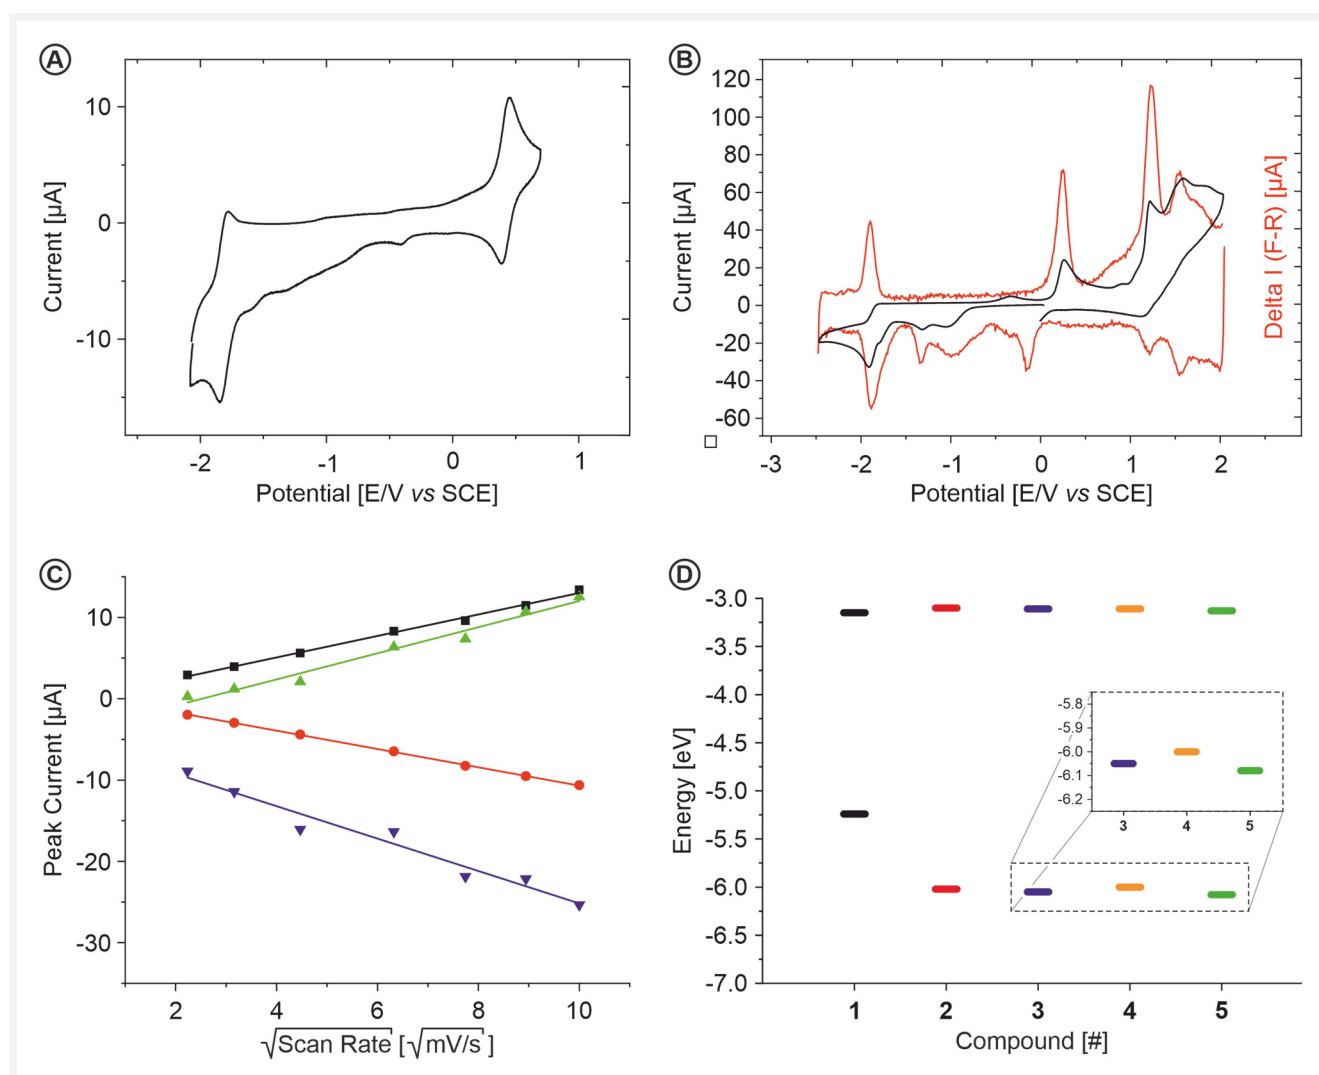 A
10
0
-10
Current [µA]
-2 -1 0 1
Potential [E/V vs SCE]
B
120
100
80
60
40
20
0
-20
-40
-60
Current [µA]
Delta I (F-R) [µA]
-3 -2 -1 0 1 2
Potential [E/V vs SCE]
C
10
0
-10
-20
-30
Peak Current [µA]
2 4 6 8 10
√Scan Rate [√mV/s]
D
-3.0
-3.5
-4.0
-4.5
-5.0
-5.5
-6.0
-6.5
-7.0
Energy [eV]
-5.8
-5.9
-6.0
-6.1
-6.2
3 4 5
1 2 3 4 5
Compound [#]